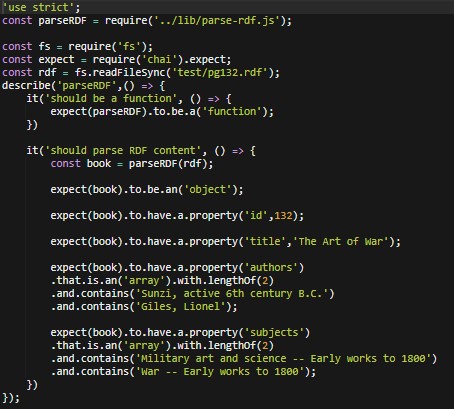 'use strict';
const parseRDF = require('../lib/parse-rdf.js');
const fs = require('fs');
const expect = require('chai').expect;
const rdf = fs.readFileSync('test/pg132.rdf');
describe('parseRDF',() => {
it('should be a function', () => {
expect(parseRDF).to.be.a('function');
})
it('should parse RDF content', () => {
const book = parseRDF(rdf);
expect(book).to.be.an('object');
expect(book).to.have.a.property('id',132);
expect(book).to.have.a.property('title','The Art of War');
expect(book).to.have.a.property('authors')
.that.is.an('array').with.lengthOf(2)
.and.contains('Sunzi, active 6th century B.C.')
.and.contains('Giles, Lionel');
expect(book).to.have.a.property('subjects')
.that.is.an('array').with.lengthOf(2)
.and.contains('Military art and science -- Early works to 1800')
.and.contains('War -- Early works to 1800');
})
});